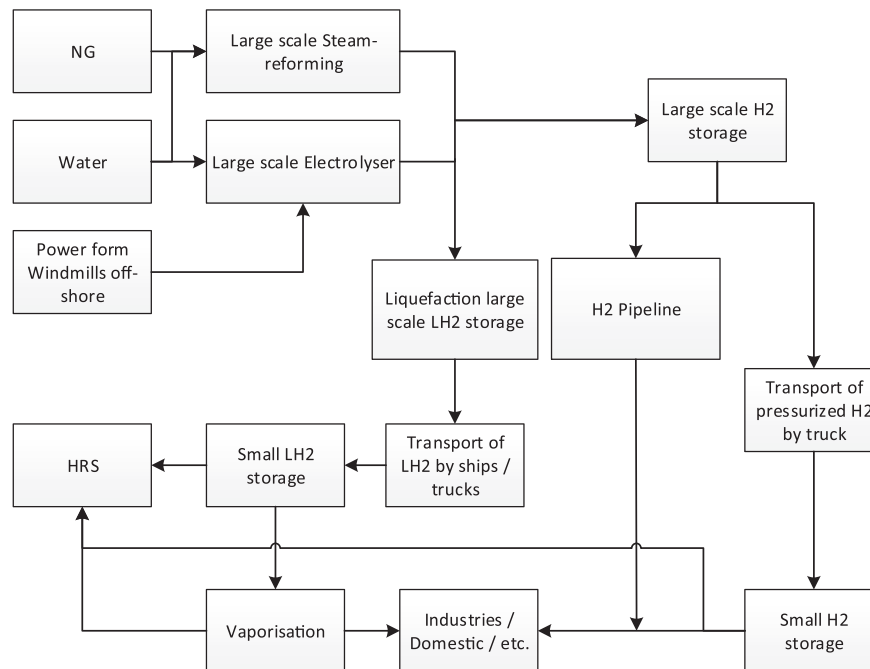 NG
Large scale Steam-
reforming
Large scale H2
storage
Water
Large scale Electrolyser
Power form
Windmills off-
shore
Liquefaction large
scale LH2 storage
H2 Pipeline
Transport of
pressurized H2
by truck
HRS
Small LH2
storage
Transport of
LH2 by ships /
trucks
Vaporisation
Industries /
Domestic / etc.
Small H2
storage